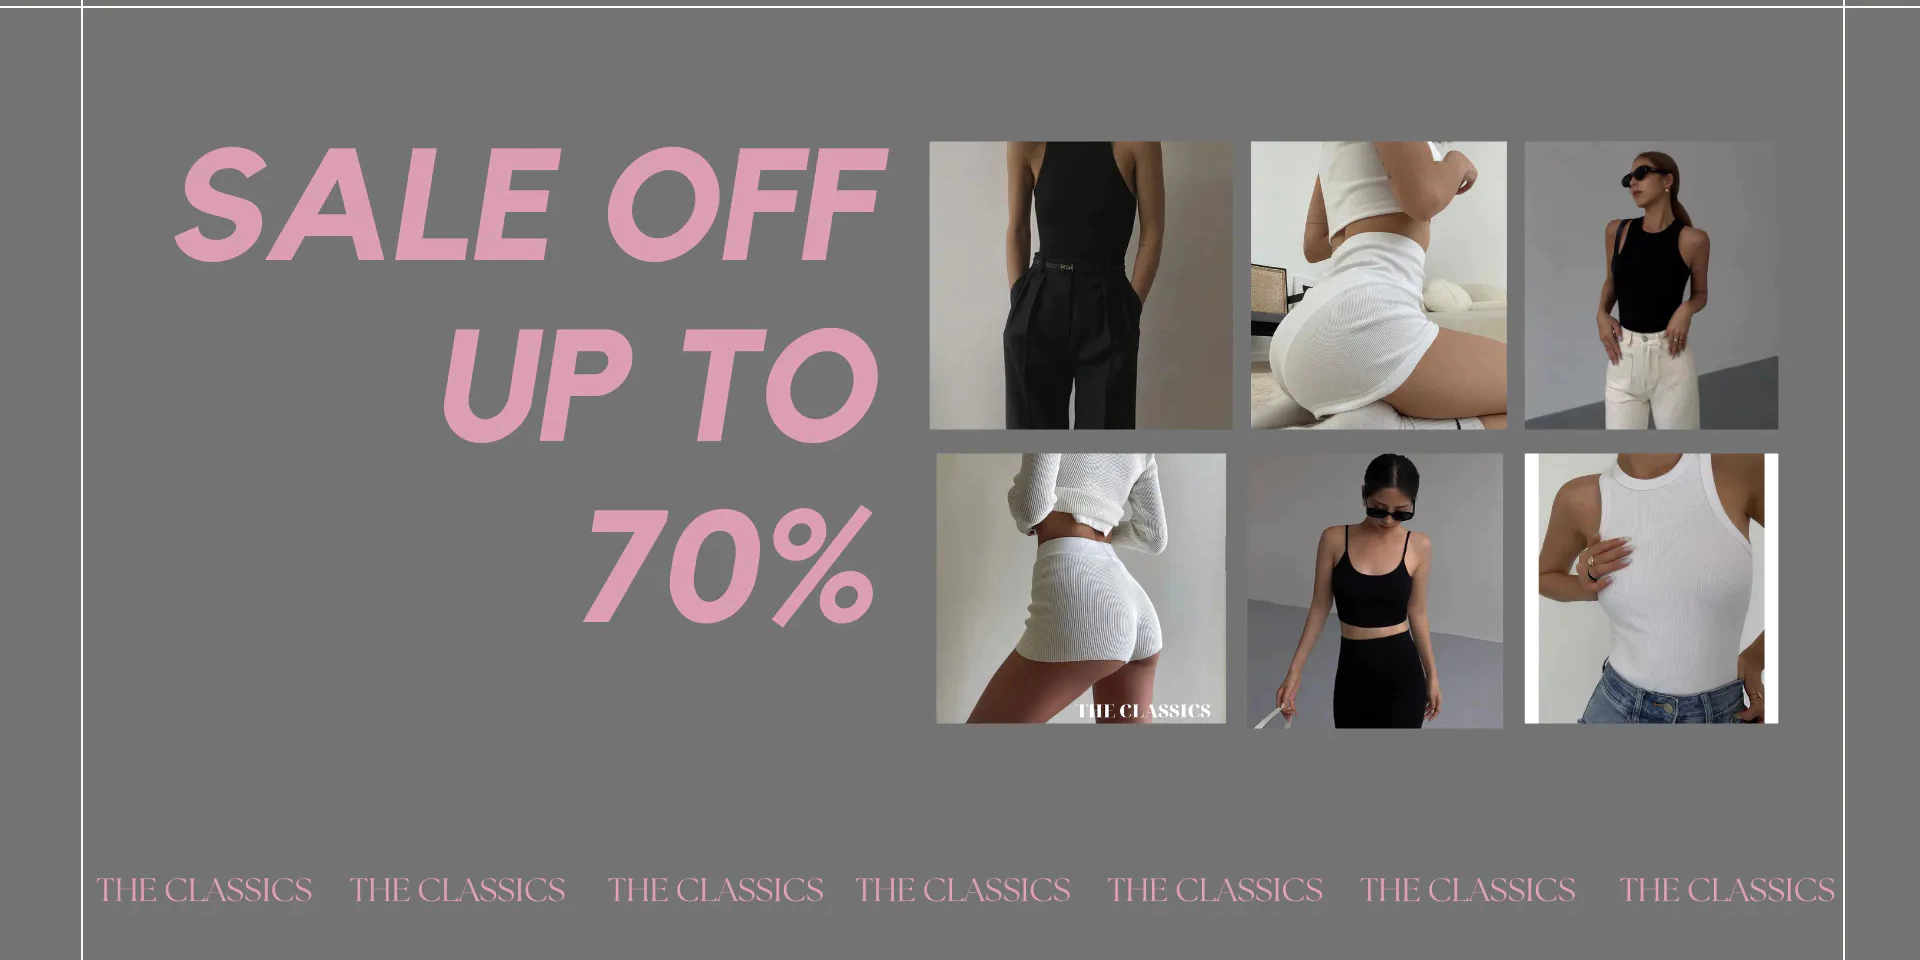 SALE OFF
UP TO
70%
THE CLASSICS
THE CLASSICS THE CLASSICS THE CLASSICS THE CLASSICS THE CLASSICS THE CLASSICS THE CLASSICS